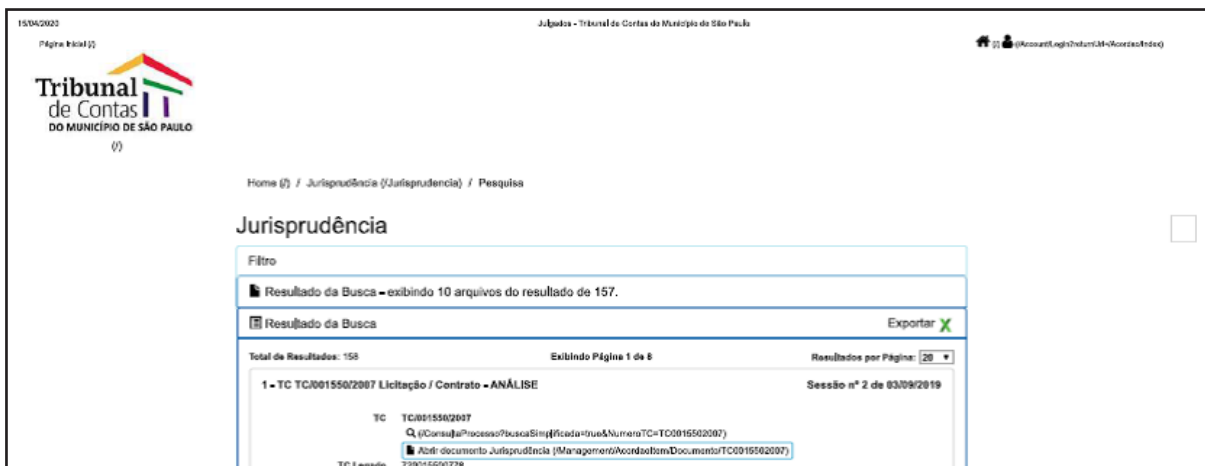 15/04/2020 Julgados - Tribunal de Contas do Município de São Paulo
Página Inicial (/) (/) (/Account/Login?returnUrl=/Acordao/Index)
Tribunal
de Contas
DO MUNICÍPIO DE SÃO PAULO
(/)
Home (/) / Jurisprudência (/Jurisprudencia) / Pesquisa
Jurisprudência
Filtro
Resultado da Busca - exibindo 10 arquivos do resultado de 157.
Resultado da Busca Exportar
Total de Resultados: 158 Exibindo Página 1 de 8 Resultados por Página: 20
1 - TC TC/001550/2007 Licitação / Contrato - ANÁLISE Sessão nº 2 de 03/09/2019
TC TC/001550/2007
(/ConsultaProcesso?buscaSimplificada=true&NumeroTC=TC0015502007)
Abrir documento Jurisprudência (/Management/AcordaoItem/Documento/TC0015502007)
TC Legado 720015500778